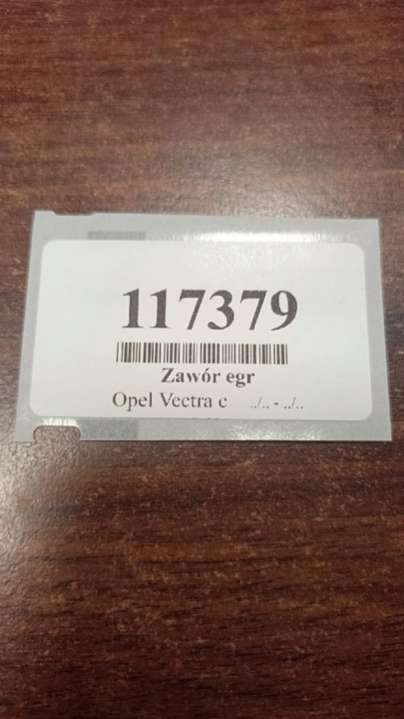 117379
Zawór egr
Opel Vectra c ../.. - ../..